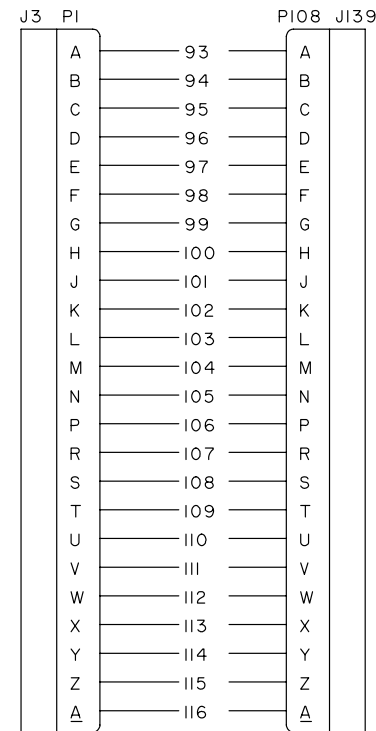 J3 P1 P108 J139
A 93 A
B 94 B
C 95 C
D 96 D
E 97 E
F 98 F
G 99 G
H 100 H
J 101 J
K 102 K
L 103 L
M 104 M
N 105 N
P 106 P
R 107 R
S 108 S
T 109 T
U 110 U
V 111 V
W 112 W
X 113 X
Y 114 Y
Z 115 Z
A 116 A